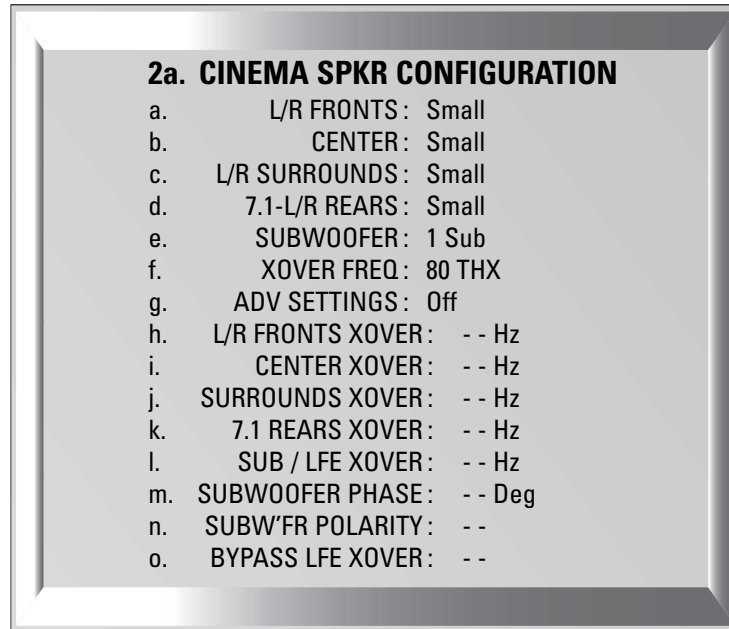 2a. CINEMA SPKR CONFIGURATION
a. L/R FRONTS: Small
b. CENTER: Small
c. L/R SURROUNDS: Small
d. 7.1-L/R REARS: Small
e. SUBWOOFER: 1 Sub
f. XOVER FREQ: 80 THX
g. ADV SETTINGS: Off
h. L/R FRONTS XOVER: - - Hz
i. CENTER XOVER: - - Hz
j. SURROUNDS XOVER: - - Hz
k. 7.1 REARS XOVER: - - Hz
l. SUB / LFE XOVER: - - Hz
m. SUBWOOFER PHASE: - - Deg
n. SUBW'FR POLARITY: - -
o. BYPASS LFE XOVER: - -